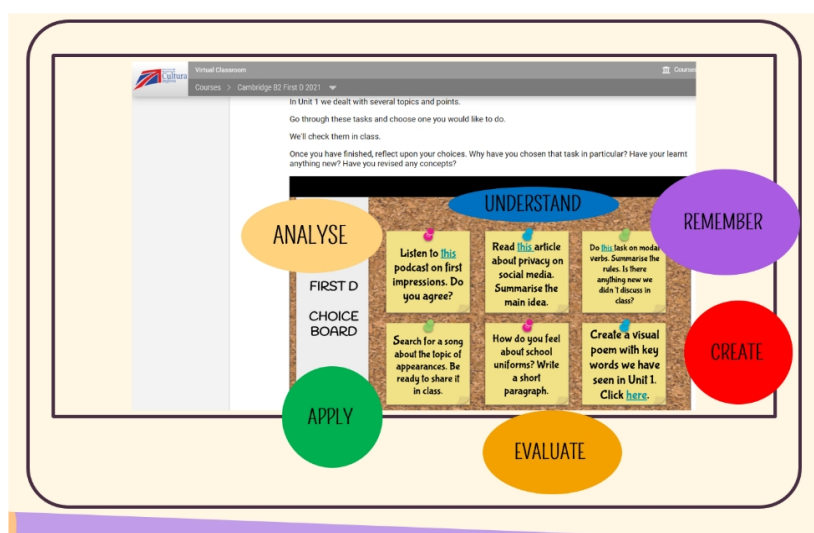 Cultura
Virtual Classroom
Courses
Courses > Cambridge B2 First D 2021
In Unit 1 we dealt with several topics and points.
Go through these tasks and choose one you would like to do.
We'll check them in class.
Once you have finished, reflect upon your choices. Why have you chosen that task in particular? Have your learnt
anything new? Have you revised any concepts?
UNDERSTAND
REMEMBER
ANALYSE
FIRST D
CHOICE
BOARD
Listen to this
podcast on first
impressions. Do
you agree?
Read this article
about privacy on
social media.
Summarise the
main idea.
Do this task on modal
verbs. Summarise the
rules. Is there
anything new we
didn't discuss in
class?
Search for a song
about the topic of
appearances. Be
ready to share it
in class.
How do you feel
about school
uniforms? Write
a short
paragraph.
Create a visual
poem with key
words we have
seen in Unit 1.
Click here.
CREATE
APPLY
EVALUATE